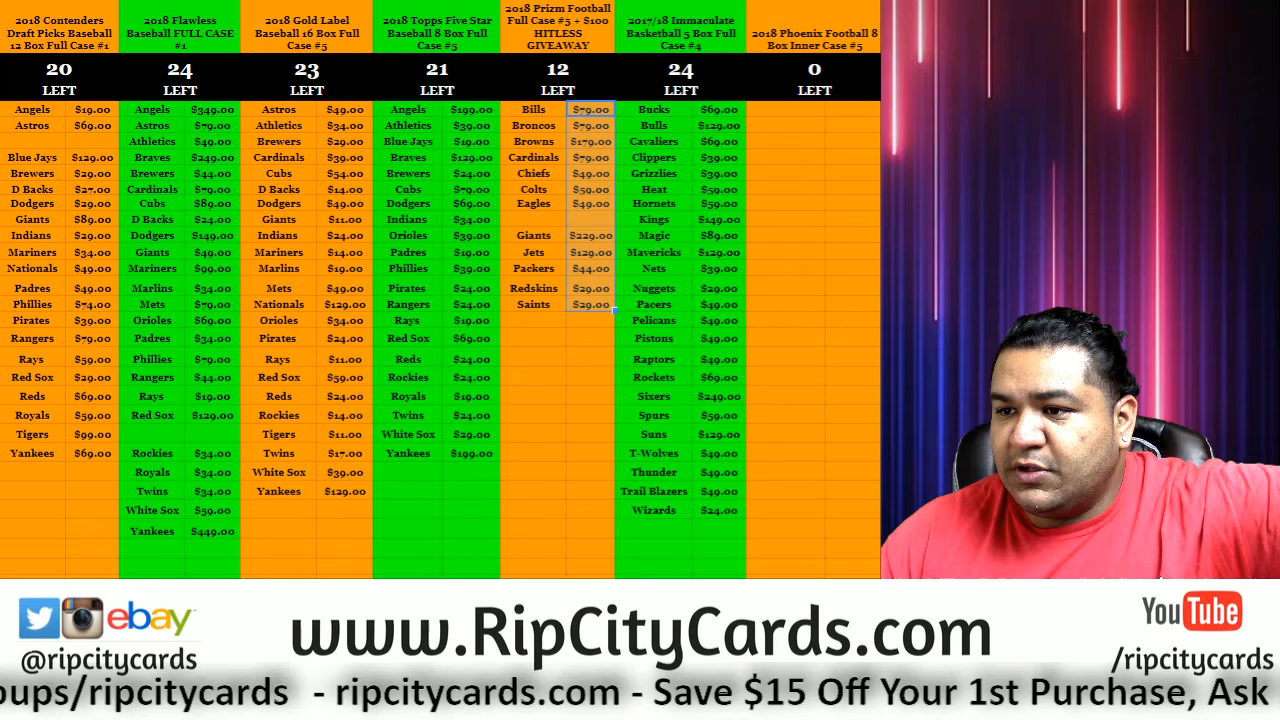 2018 Contenders
Draft Picks Baseball
12 Box Full Case #1
20
LEFT
Angels $19.00
Astros $69.00
Blue Jays $129.00
Brewers $29.00
D Backs $27.00
Dodgers $29.00
Giants $89.00
Indians $29.00
Mariners $34.00
Nationals $49.00
Padres $49.00
Phillies $74.00
Pirates $39.00
Rangers $79.00
Rays $59.00
Red Sox $29.00
Reds $69.00
Royals $59.00
Tigers $99.00
Yankees $69.00
2018 Flawless
Baseball FULL CASE
#1
24
LEFT
Angels $349.00
Astros $79.00
Athletics $49.00
Braves $249.00
Brewers $44.00
Cardinals $79.00
Cubs $89.00
D Backs $24.00
Dodgers $149.00
Giants $49.00
Mariners $99.00
Marlins $34.00
Mets $79.00
Orioles $69.00
Padres $34.00
Phillies $79.00
Rangers $44.00
Rays $19.00
Red Sox $129.00
Rockies $34.00
Royals $34.00
Twins $34.00
White Sox $59.00
Yankees $449.00
2018 Gold Label
Baseball 16 Box Full
Case #5
23
LEFT
Astros $49.00
Athletics $34.00
Brewers $29.00
Cardinals $39.00
Cubs $54.00
D Backs $14.00
Dodgers $49.00
Giants $11.00
Indians $24.00
Mariners $14.00
Marlins $19.00
Mets $49.00
Nationals $129.00
Orioles $34.00
Pirates $24.00
Rays $11.00
Red Sox $59.00
Reds $24.00
Rockies $14.00
Tigers $11.00
Twins $17.00
White Sox $39.00
Yankees $129.00
2018 Topps Five Star
Baseball 8 Box Full
Case #5
21
LEFT
Angels $199.00
Athletics $39.00
Blue Jays $19.00
Braves $129.00
Brewers $24.00
Cubs $79.00
Dodgers $69.00
Indians $34.00
Orioles $39.00
Padres $19.00
Phillies $39.00
Pirates $24.00
Rangers $24.00
Rays $19.00
Red Sox $69.00
Reds $24.00
Rockies $24.00
Royals $19.00
Twins $24.00
White Sox $29.00
Yankees $199.00
2018 Prizm Football
Full Case #5 + $100
HITLESS
GIVEAWAY
12
LEFT
Bills $79.00
Broncos $79.00
Browns $179.00
Cardinals $79.00
Chiefs $49.00
Colts $59.00
Eagles $49.00
Giants $229.00
Jets $129.00
Packers $44.00
Redskins $29.00
Saints $29.00
2017/18 Immaculate
Basketball 5 Box Full
Case #4
24
LEFT
Bucks $69.00
Bulls $129.00
Cavaliers $69.00
Clippers $39.00
Grizzlies $39.00
Heat $59.00
Hornets $59.00
Kings $149.00
Magic $89.00
Mavericks $129.00
Nets $39.00
Nuggets $29.00
Pacers $49.00
Pelicans $49.00
Pistons $49.00
Raptors $49.00
Rockets $69.00
Sixers $249.00
Spurs $59.00
Suns $129.00
T-Wolves $49.00
Thunder $49.00
Trail Blazers $49.00
Wizards $24.00
2018 Phoenix Football 8
Box Inner Case #5
0
LEFT
ebay
@ripcitycards
www.RipCityCards.com
YouTube
/ripcitycards
oups/ripcitycards - ripcitycards.com - Save $15 Off Your 1st Purchase, Ask